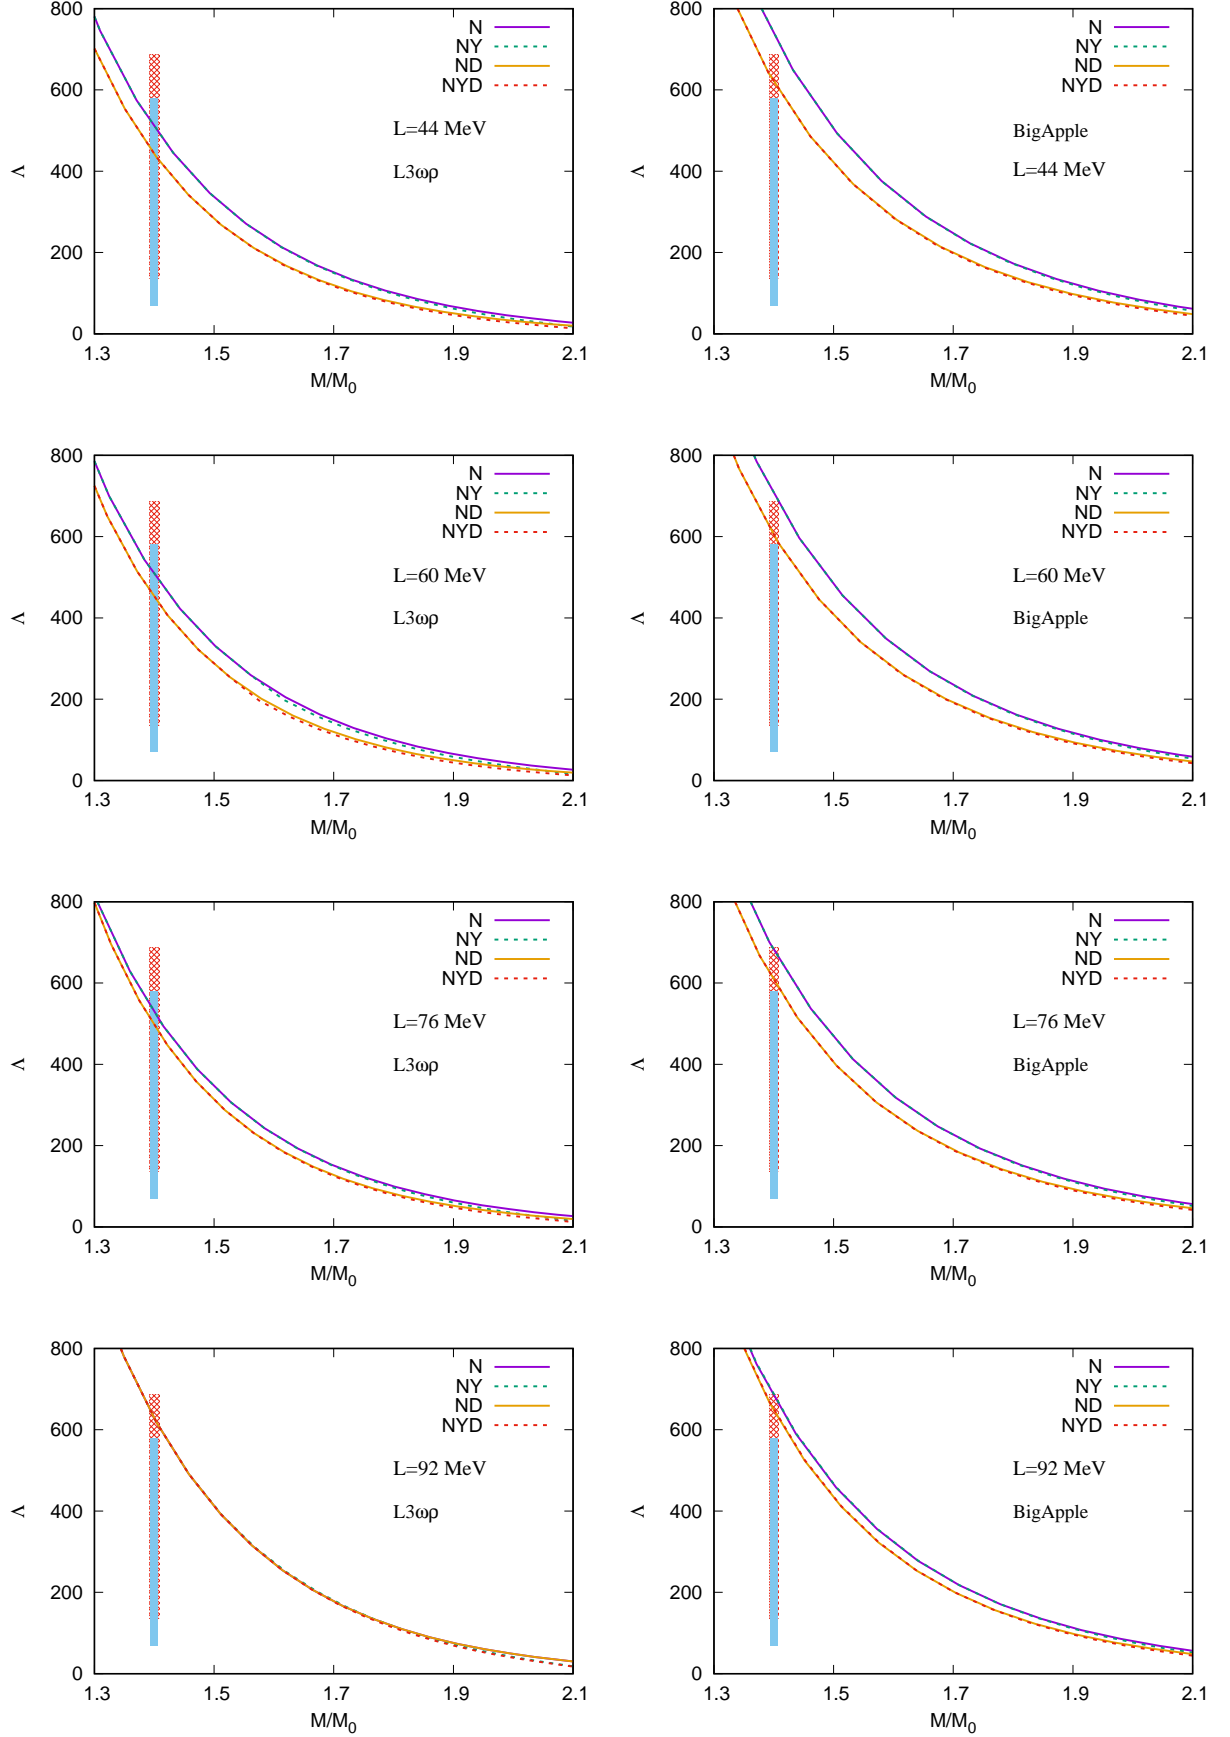 800
600
400
200
0
1.3 1.5 1.7 1.9 2.1
Λ
M/M0
N
NY
ND
NYD
L=44 MeV
L3ωρ
800
600
400
200
0
1.3 1.5 1.7 1.9 2.1
Λ
M/M0
N
NY
ND
NYD
BigApple
L=44 MeV
800
600
400
200
0
1.3 1.5 1.7 1.9 2.1
Λ
M/M0
N
NY
ND
NYD
L=60 MeV
L3ωρ
800
600
400
200
0
1.3 1.5 1.7 1.9 2.1
Λ
M/M0
N
NY
ND
NYD
L=60 MeV
BigApple
800
600
400
200
0
1.3 1.5 1.7 1.9 2.1
Λ
M/M0
N
NY
ND
NYD
L=76 MeV
L3ωρ
800
600
400
200
0
1.3 1.5 1.7 1.9 2.1
Λ
M/M0
N
NY
ND
NYD
L=76 MeV
BigApple
800
600
400
200
0
1.3 1.5 1.7 1.9 2.1
Λ
M/M0
N
NY
ND
NYD
L=92 MeV
L3ωρ
800
600
400
200
0
1.3 1.5 1.7 1.9 2.1
Λ
M/M0
N
NY
ND
NYD
L=92 MeV
BigApple